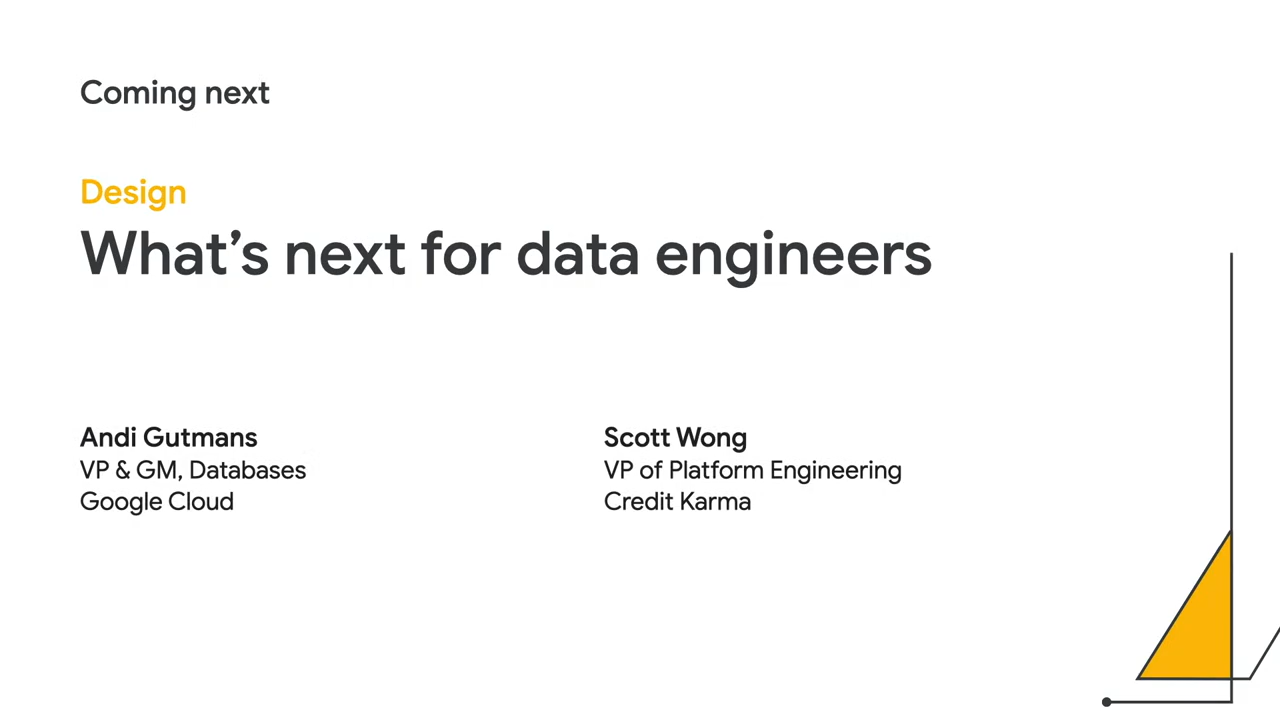 Coming next
Design
What’s next for data engineers
Andi Gutmans
VP & GM, Databases
Google Cloud
Scott Wong
VP of Platform Engineering
Credit Karma